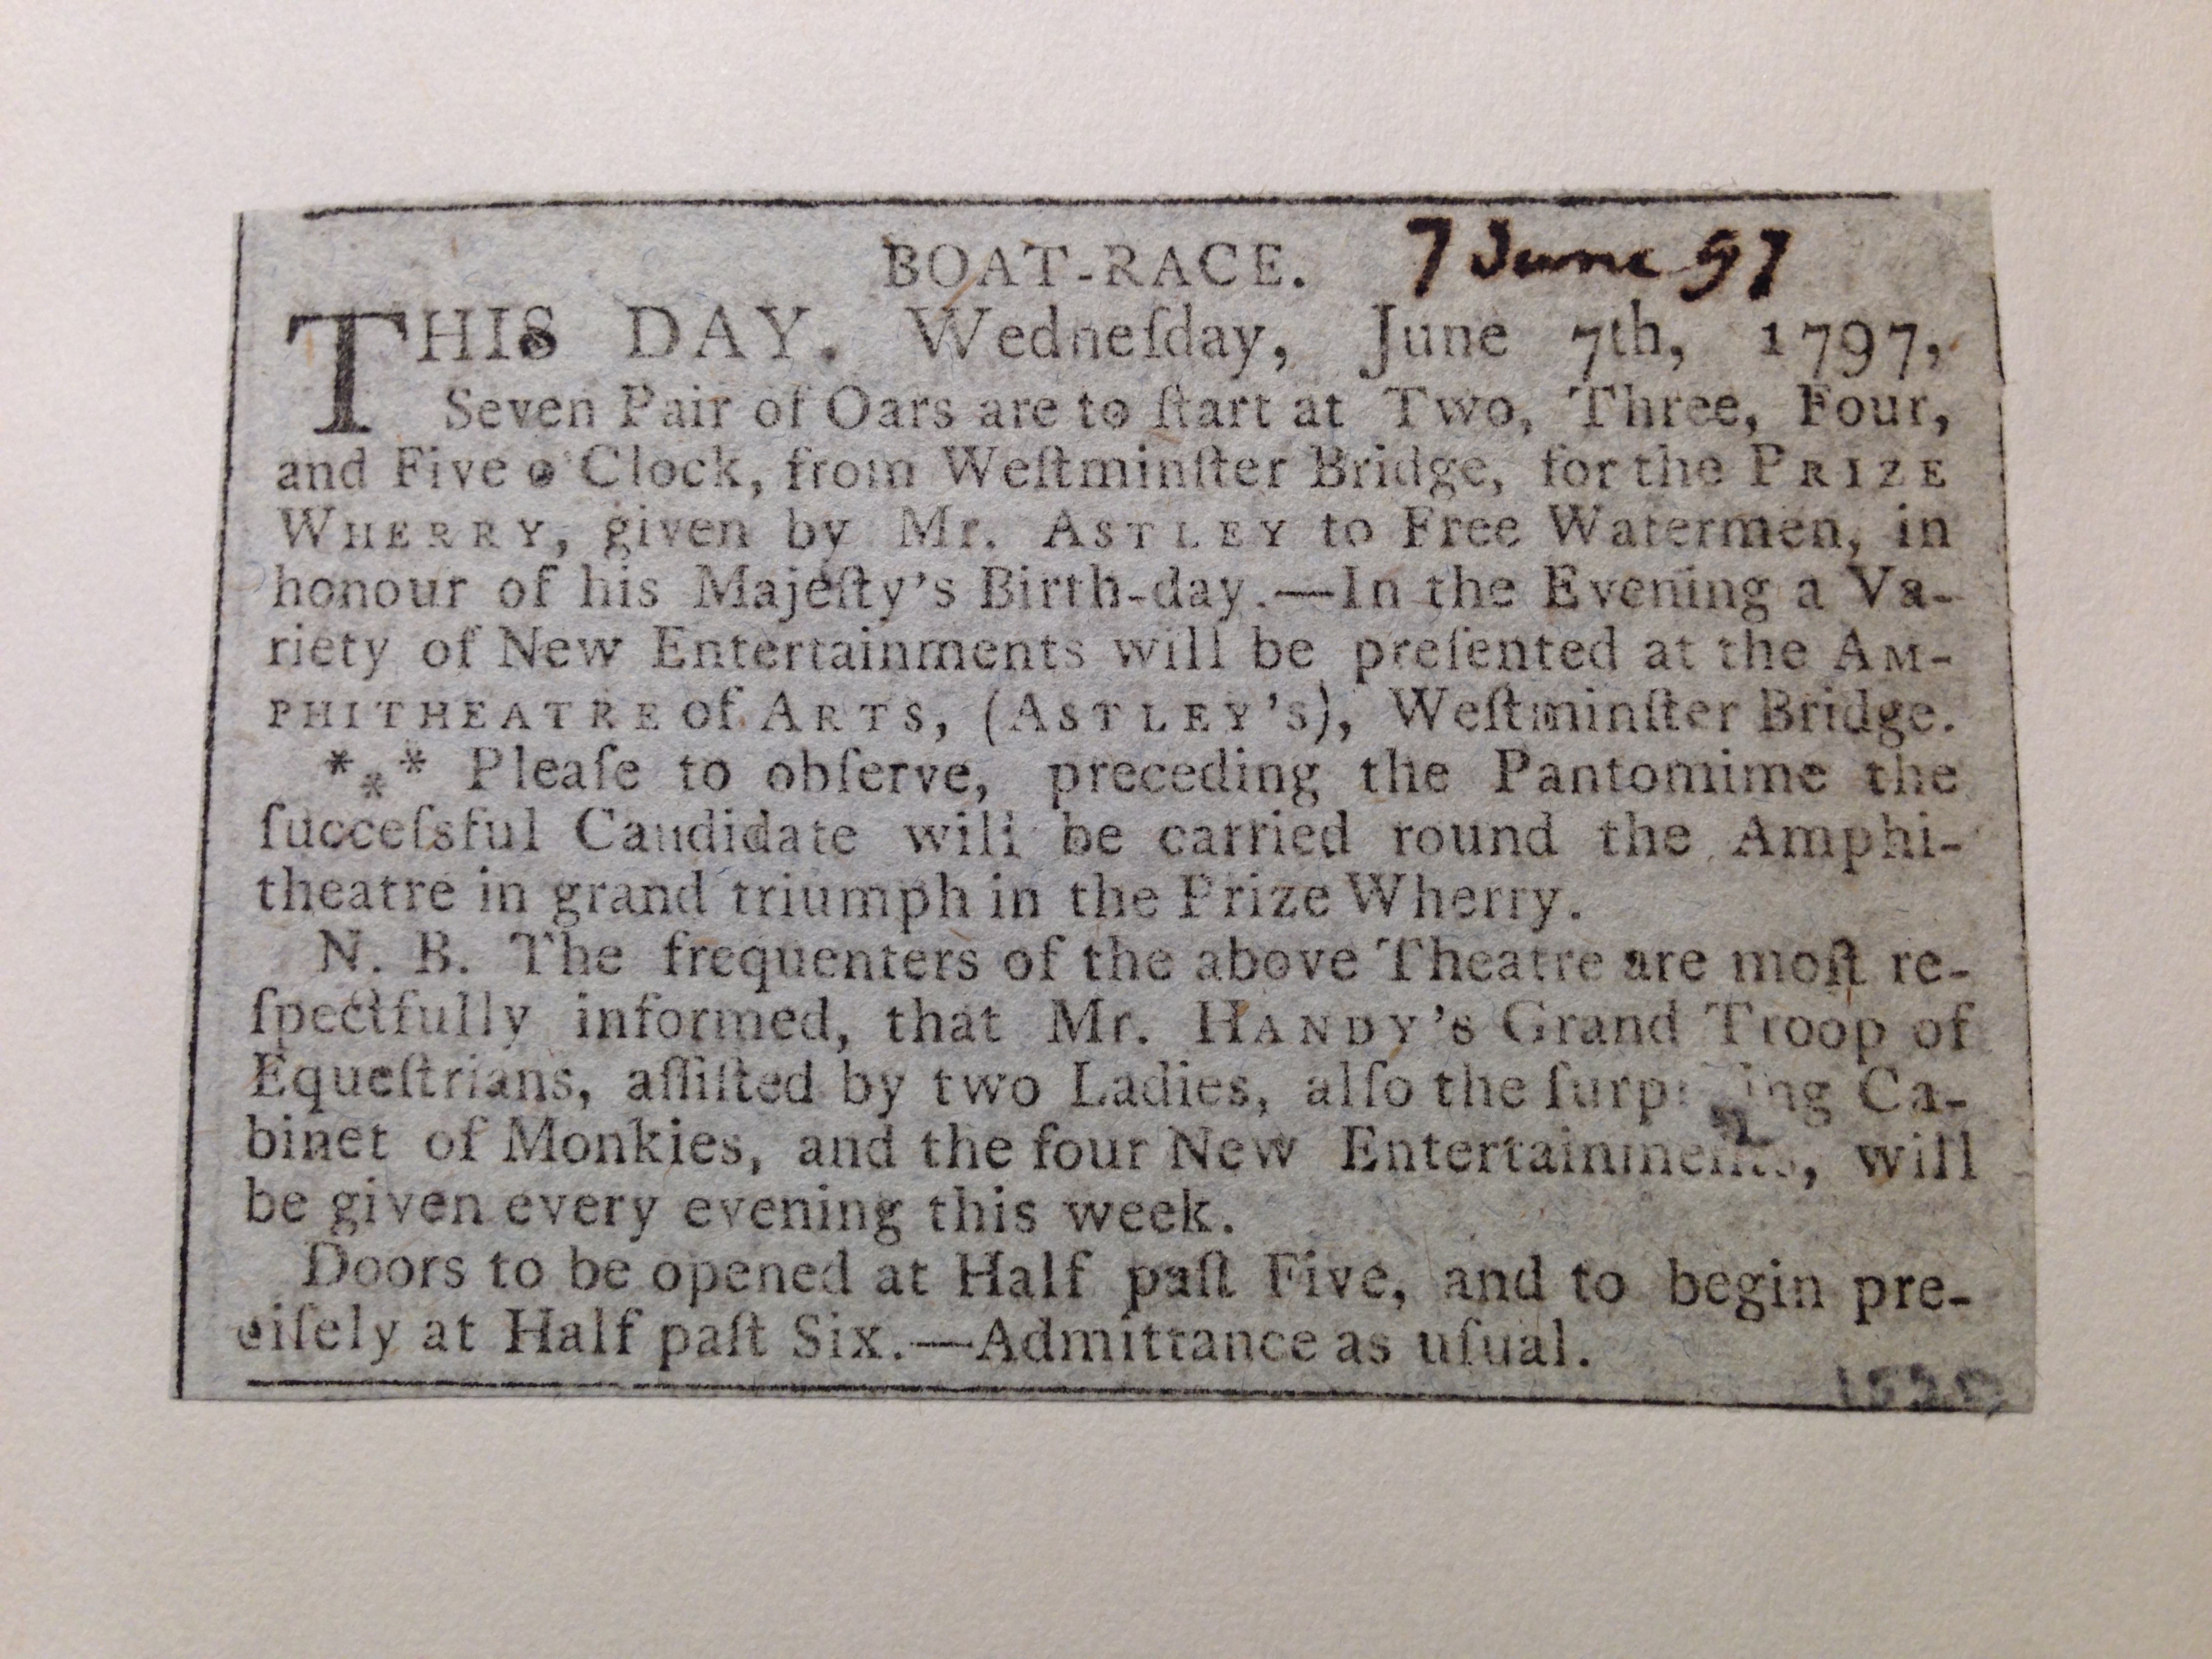 BOAT-RACE. 7 June 97
THIS DAY. Wedneſday, June 7th, 1797,
Seven Pair of Oars are to ſtart at Two, Three, Four,
and Five o'Clock, from Weſtminſter Bridge, for the PRIZE
WHERRY, given by Mr. ASTLEY to Free Watermen, in
honour of his Majeſty's Birth-day.—In the Evening a Va-
riety of New Entertainments will be preſented at the AM-
PHITHEATRE of ARTS, (ASTLEY's), Weſtminſter Bridge.
*⁎* Pleaſe to obſerve, preceding the Pantomime the
ſucceſsful Candidate will be carried round the Amphi-
theatre in grand triumph in the Prize Wherry.
N. B. The frequenters of the above Theatre are moſt re-
ſpectfully informed, that Mr. HANDY's Grand Troop of
Equeſtrians, aſſiſted by two Ladies, alſo the Ca-
binet of Monkies, and the four New Entertainments, will
be given every evening this week.
Doors to be opened at Half paſt Five, and to begin pre-
ciſely at Half paſt Six.—Admittance as uſual.